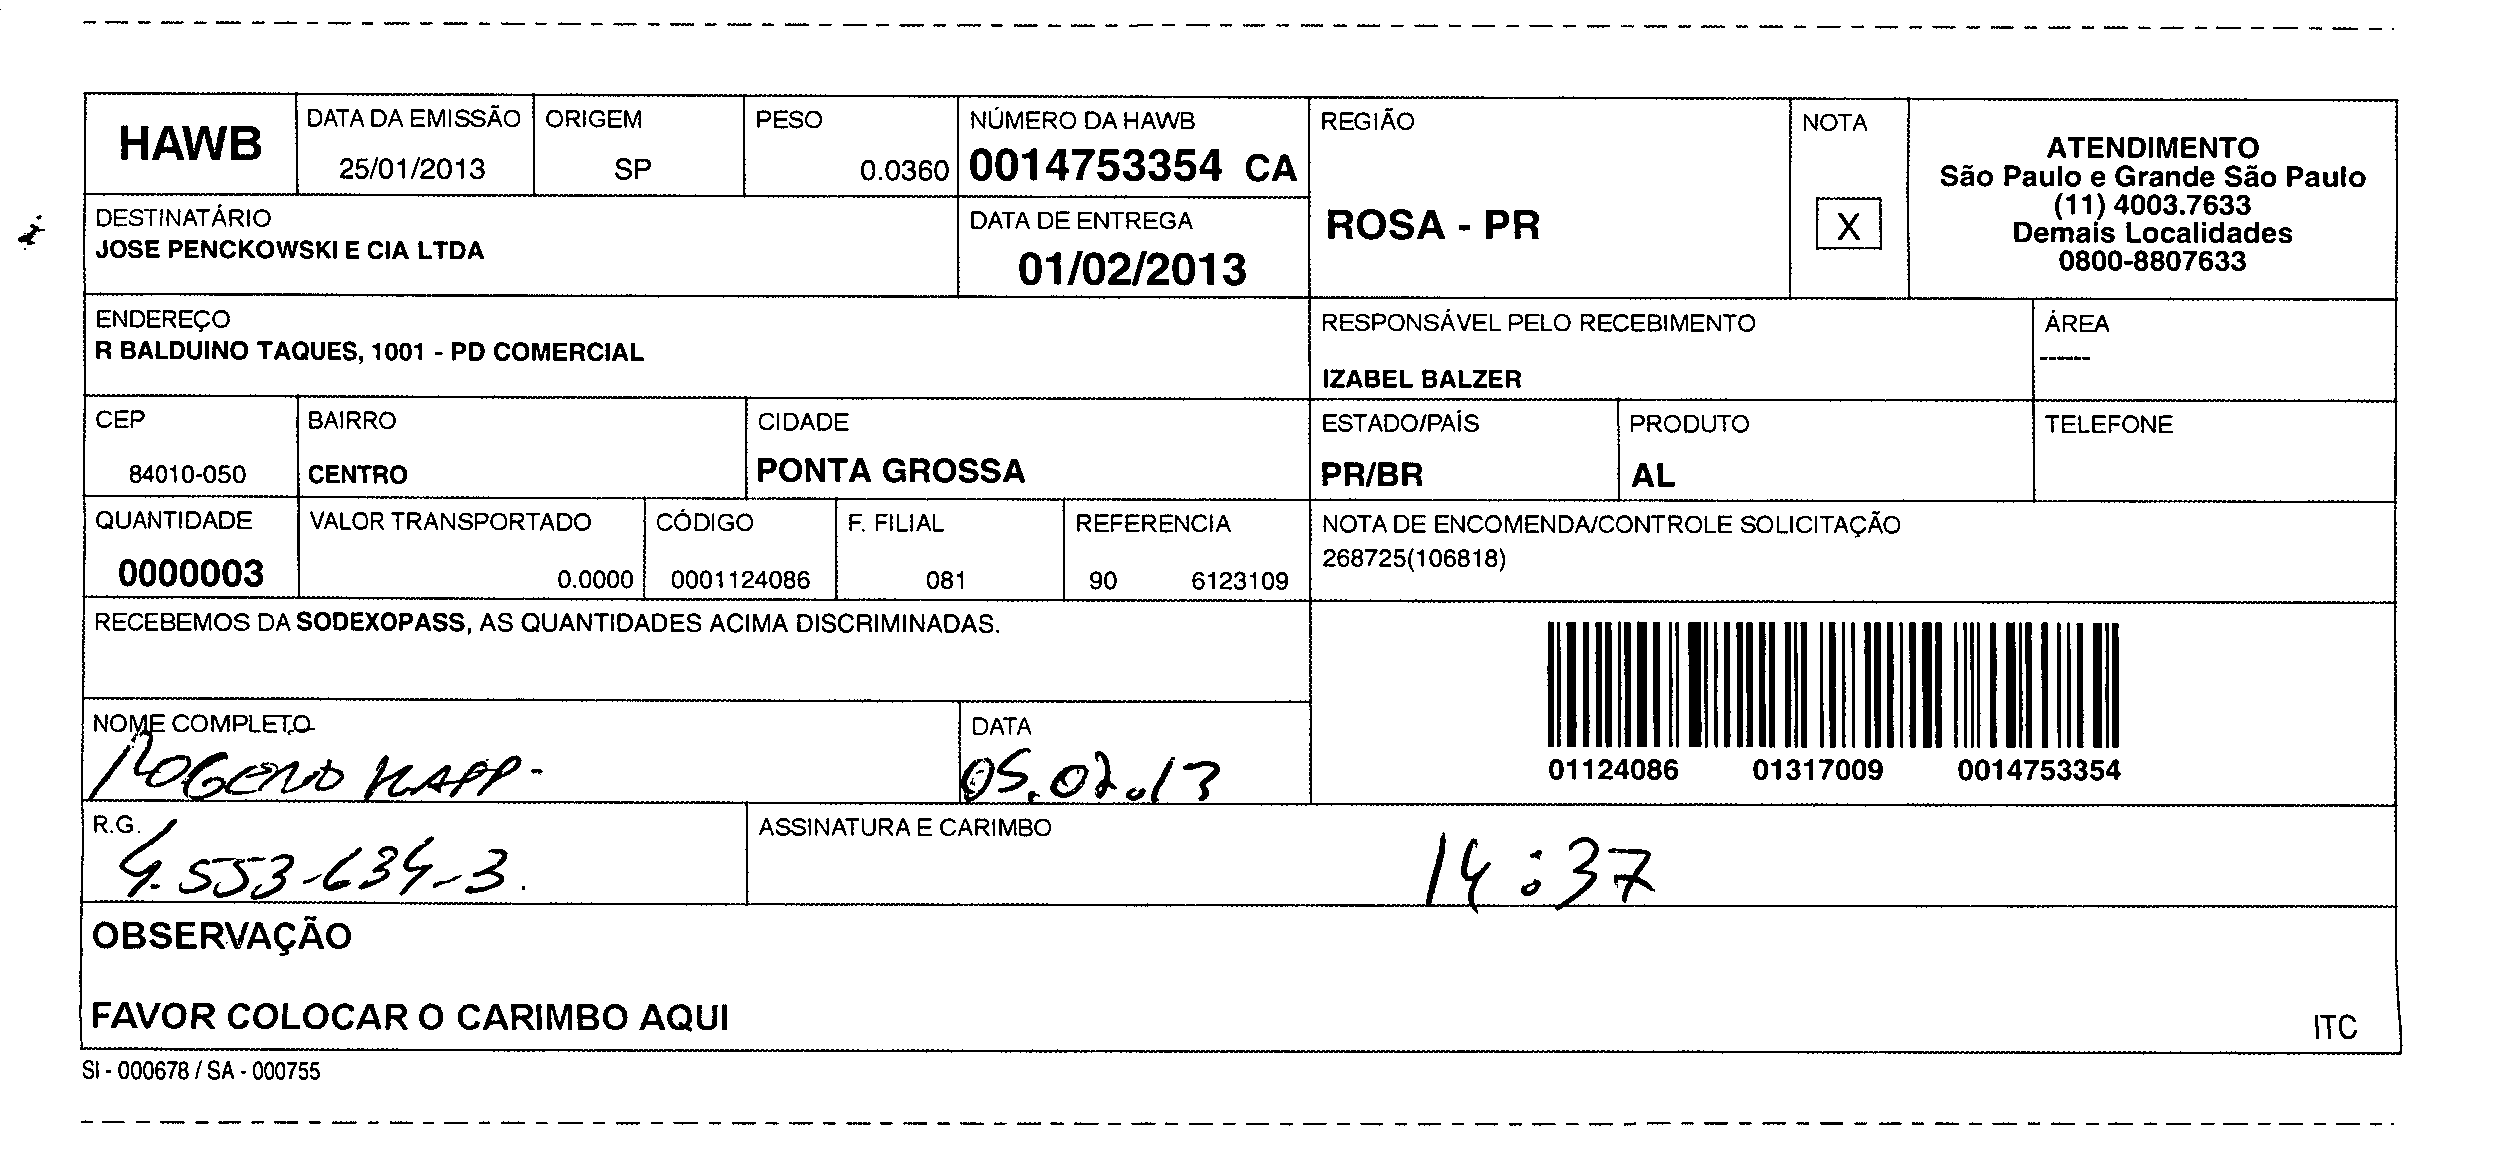 HAWB
DATA DA EMISSÃO
25/01/2013
ORIGEM
SP
PESO
0.0360
NÚMERO DA HAWB
0014753354 CA
REGIÃO
ROSA - PR
NOTA
X
ATENDIMENTO
São Paulo e Grande São Paulo
(11) 4003.7633
Demais Localidades
0800-8807633
DESTINATÁRIO
JOSE PENCKOWSKI E CIA LTDA
DATA DE ENTREGA
01/02/2013
ENDEREÇO
R BALDUINO TAQUES, 1001 - PD COMERCIAL
RESPONSÁVEL PELO RECEBIMENTO
IZABEL BALZER
ÁREA
------
CEP
84010-050
BAIRRO
CENTRO
CIDADE
PONTA GROSSA
ESTADO/PAÍS
PR/BR
PRODUTO
AL
TELEFONE
QUANTIDADE
0000003
VALOR TRANSPORTADO
0.0000
CÓDIGO
0001124086
F. FILIAL
081
REFERENCIA
90 6123109
NOTA DE ENCOMENDA/CONTROLE SOLICITAÇÃO
268725(106818)
RECEBEMOS DA SODEXOPASS, AS QUANTIDADES ACIMA DISCRIMINADAS.
01124086 01317009 0014753354
NOME COMPLETO
DATA
05.02.13
R.G.
4.553-634-3.
ASSINATURA E CARIMBO
14:37
OBSERVAÇÃO
FAVOR COLOCAR O CARIMBO AQUI
ITC
SI - 000678 / SA - 000755